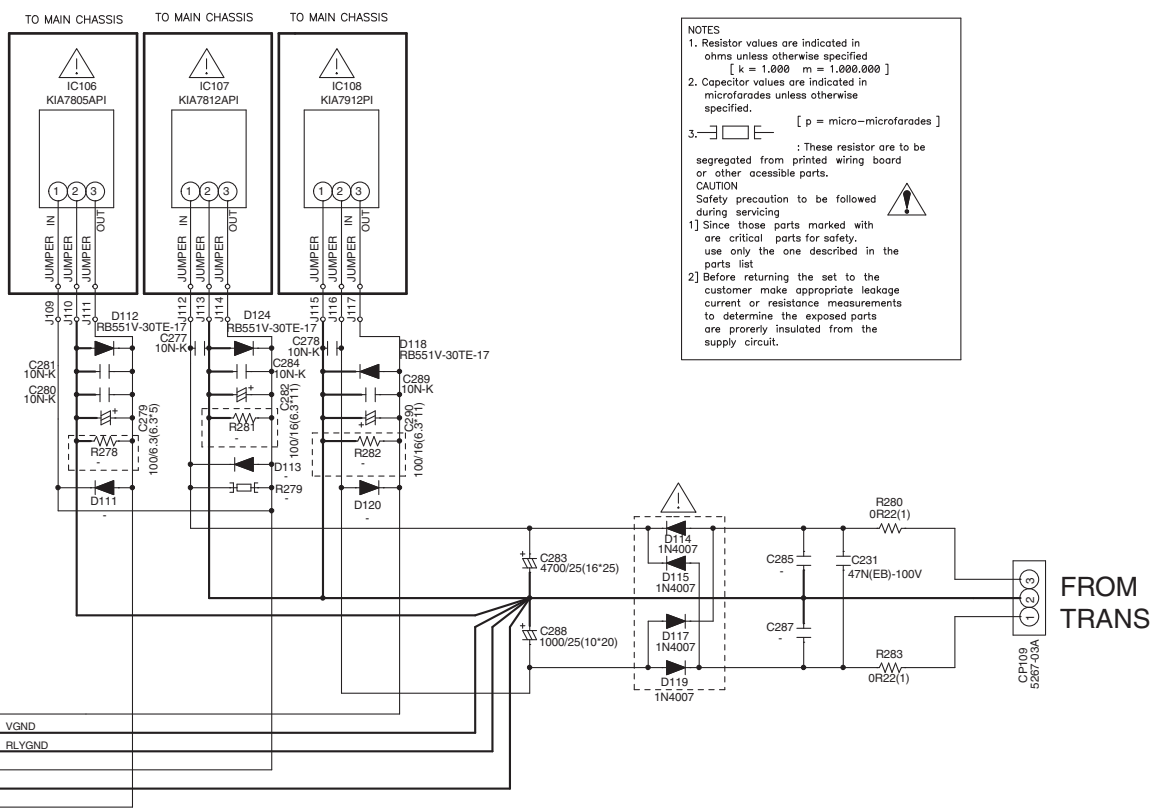 TO MAIN CHASSIS
TO MAIN CHASSIS
TO MAIN CHASSIS
IC106
KIA7805API
IC107
KIA7812API
IC108
KIA7912PI
1 2 3
1 2 3
1 2 3
JUMPER IN
JUMPER
JUMPER OUT
JUMPER IN
JUMPER
JUMPER OUT
JUMPER
JUMPER IN
JUMPER OUT
J109
J110
J111
J112
J113
J114
J115
J116
J117
D112
RB551V-30TE-17
D124
RB551V-30TE-17
D118
RB551V-30TE-17
C277
10N-K
C278
10N-K
C281
10N-K
C280
10N-K
C284
10N-K
C289
10N-K
C279
100/6.3(6.3*5)
C282
100/16(6.3*11)
C290
100/16(6.3*11)
R278
-
R281
-
R282
-
D111
-
D113
-
R279
-
D120
-
C283
4700/25(16*25)
C288
1000/25(10*20)
D114
1N4007
D115
1N4007
D117
1N4007
D119
1N4007
C285
-
C287
-
C231
47N(EB)-100V
R280
0R22(1)
R283
0R22(1)
3
2
1
CP109
5267-03A
FROM
TRANS
VGND
RLYGND
NOTES
1. Resistor values are indicated in
ohms unless otherwise specified
[ k = 1.000 m = 1.000.000 ]
2. Capecitor values are indicated in
microfarades unless otherwise
specified.
[ p = micro-microfarades ]
3.
: These resistor are to be
segregated from printed wiring board
or other acessible parts.
CAUTION
Safety precaution to be followed
during servicing
1] Since those parts marked with
are critical parts for safety.
use only the one described in the
parts list
2] Before returning the set to the
customer make appropriate leakage
current or resistance measurements
to determine the exposed parts
are prorerly insulated from the
supply circuit.